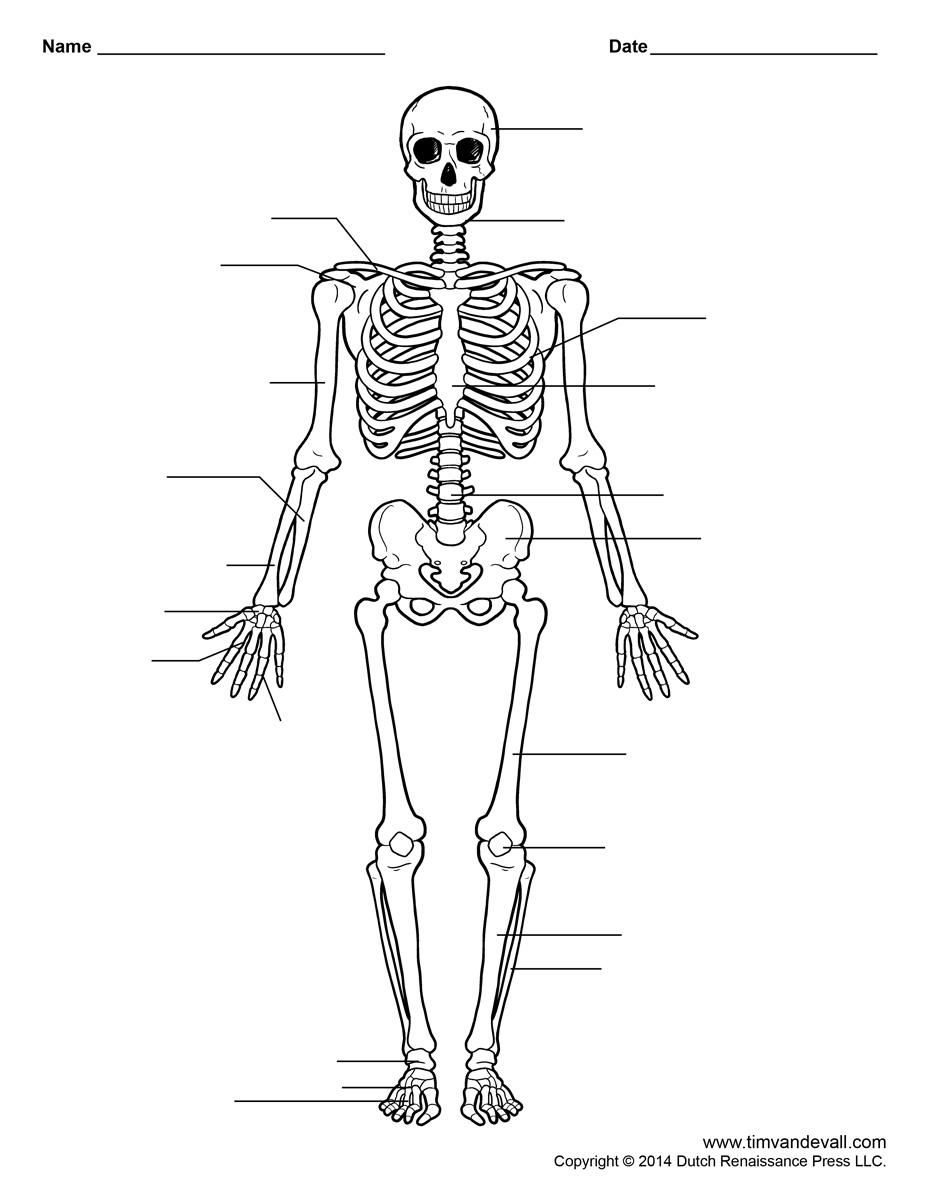 Name Date
www.timvandevall.com
Copyright © 2014 Dutch Renaissance Press LLC.